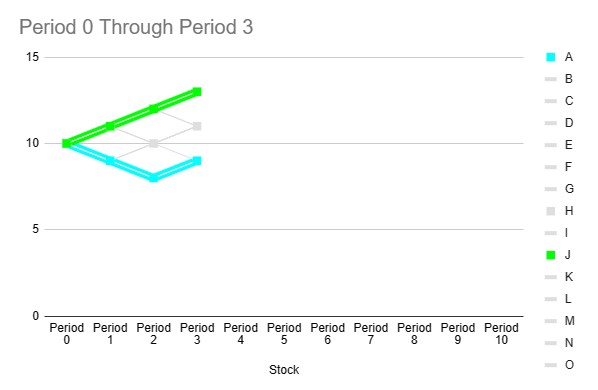 Period 0 Through Period 3
15
10
5
0
Period 0
Period 1
Period 2
Period 3
Period 4
Period 5
Period 6
Period 7
Period 8
Period 9
Period 10
Stock
A
B
C
D
E
F
G
H
I
J
K
L
M
N
O